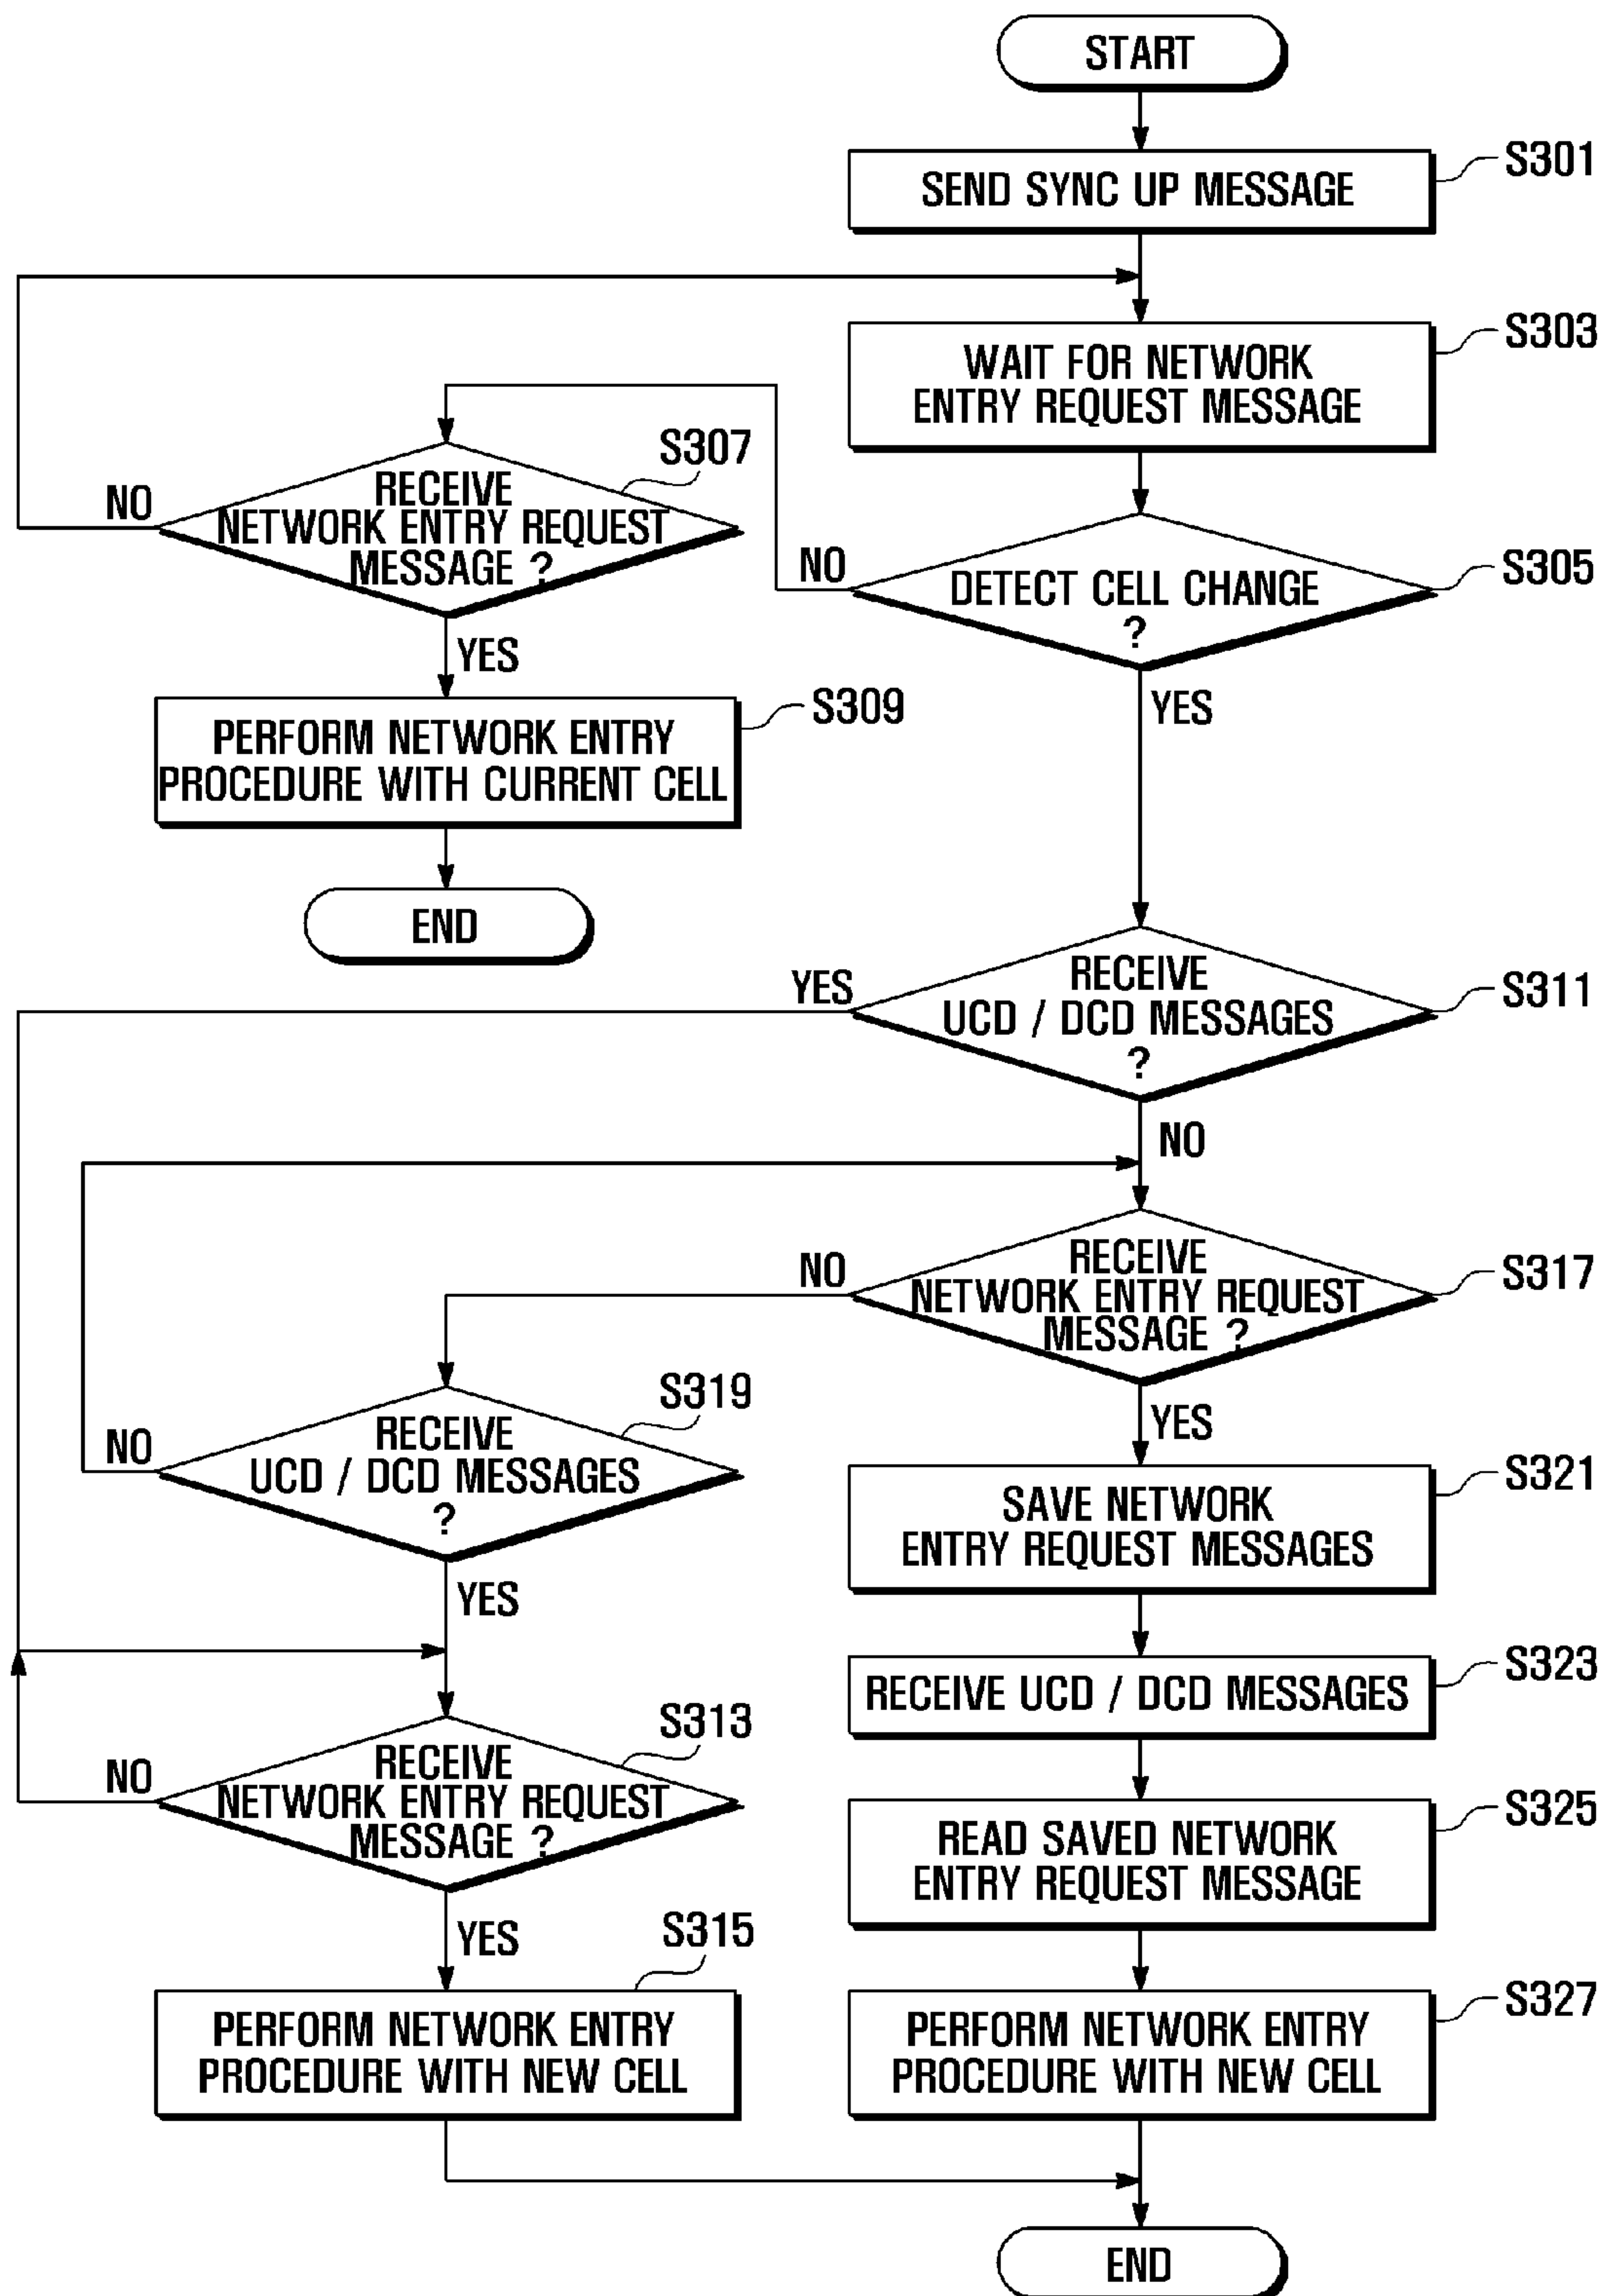 START
SEND SYNC UP MESSAGE
S301
WAIT FOR NETWORK
ENTRY REQUEST MESSAGE
S303
DETECT CELL CHANGE
?
S305
NO
YES
RECEIVE
NETWORK ENTRY REQUEST
MESSAGE ?
S307
NO
YES
PERFORM NETWORK ENTRY
PROCEDURE WITH CURRENT CELL
S309
END
RECEIVE
UCD / DCD MESSAGES
?
S311
YES
NO
RECEIVE
NETWORK ENTRY REQUEST
MESSAGE ?
S317
NO
YES
RECEIVE
UCD / DCD MESSAGES
?
S319
NO
YES
SAVE NETWORK
ENTRY REQUEST MESSAGES
S321
RECEIVE UCD / DCD MESSAGES
S323
RECEIVE
NETWORK ENTRY REQUEST
MESSAGE ?
S313
NO
YES
READ SAVED NETWORK
ENTRY REQUEST MESSAGE
S325
PERFORM NETWORK ENTRY
PROCEDURE WITH NEW CELL
S315
PERFORM NETWORK ENTRY
PROCEDURE WITH NEW CELL
S327
END